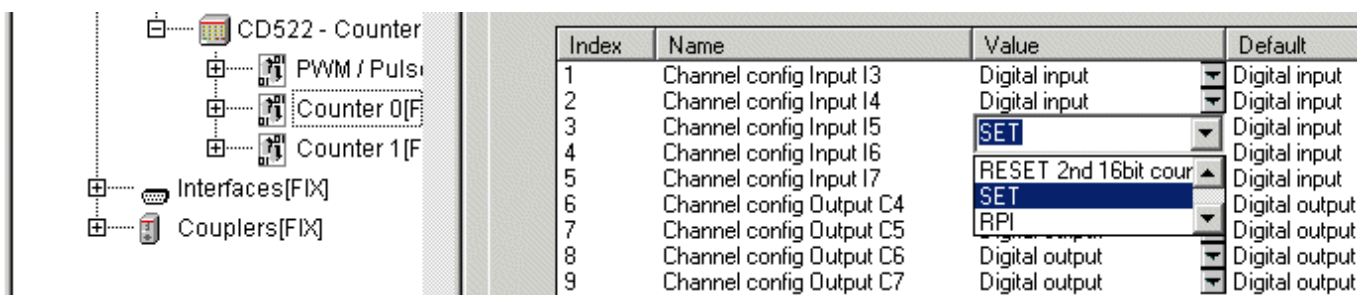 CD522 - Counter
PWM / Puls
Counter 0[F
Counter 1[F
Interfaces[FIX]
Couplers[FIX]
Index Name Value Default
1 Channel config Input I3 Digital input Digital input
2 Channel config Input I4 Digital input Digital input
3 Channel config Input I5 SET Digital input
4 Channel config Input I6 Digital input
5 Channel config Input I7 RESET 2nd 16bit cour Digital input
SET
6 Channel config Output C4 Digital output
RPI
7 Channel config Output C5 Digital output
8 Channel config Output C6 Digital output Digital output
9 Channel config Output C7 Digital output Digital output